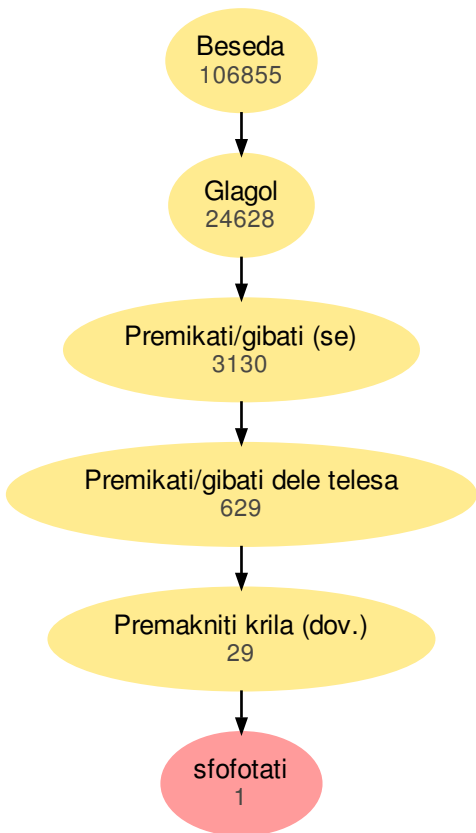 Beseda
106855
Glagol
24628
Premikati/gibati (se)
3130
Premikati/gibati dele telesa
629
Premakniti krila (dov.)
29
sfofotati
1